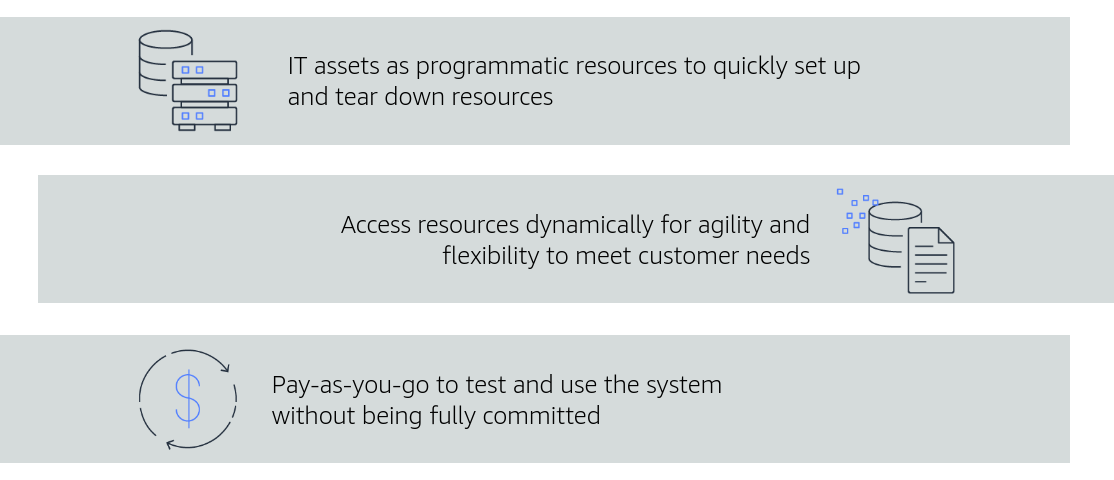 IT assets as programmatic resources to quickly set up
and tear down resources
Access resources dynamically for agility and
flexibility to meet customer needs
Pay-as-you-go to test and use the system
without being fully committed